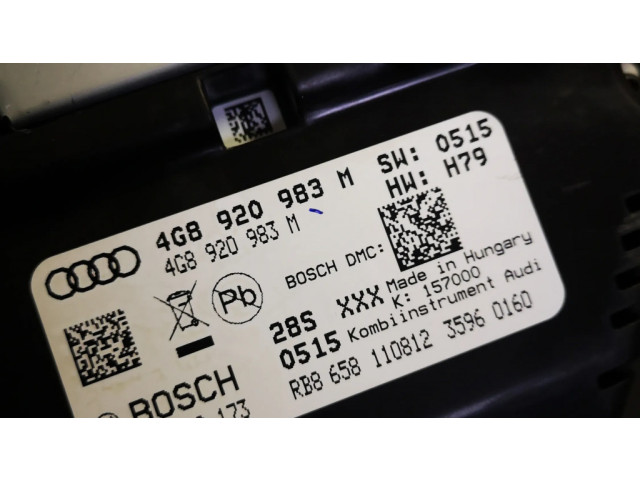 4G8 920 983 M SW: 0515
4G8 920 983 M HW: H79
BOSCH DMC:
Pb
28S XXX Made in Hungary
K: 157000
0515 Kombiinstrument Audi
BOSCH RB8 658 110812 3596 0160
173